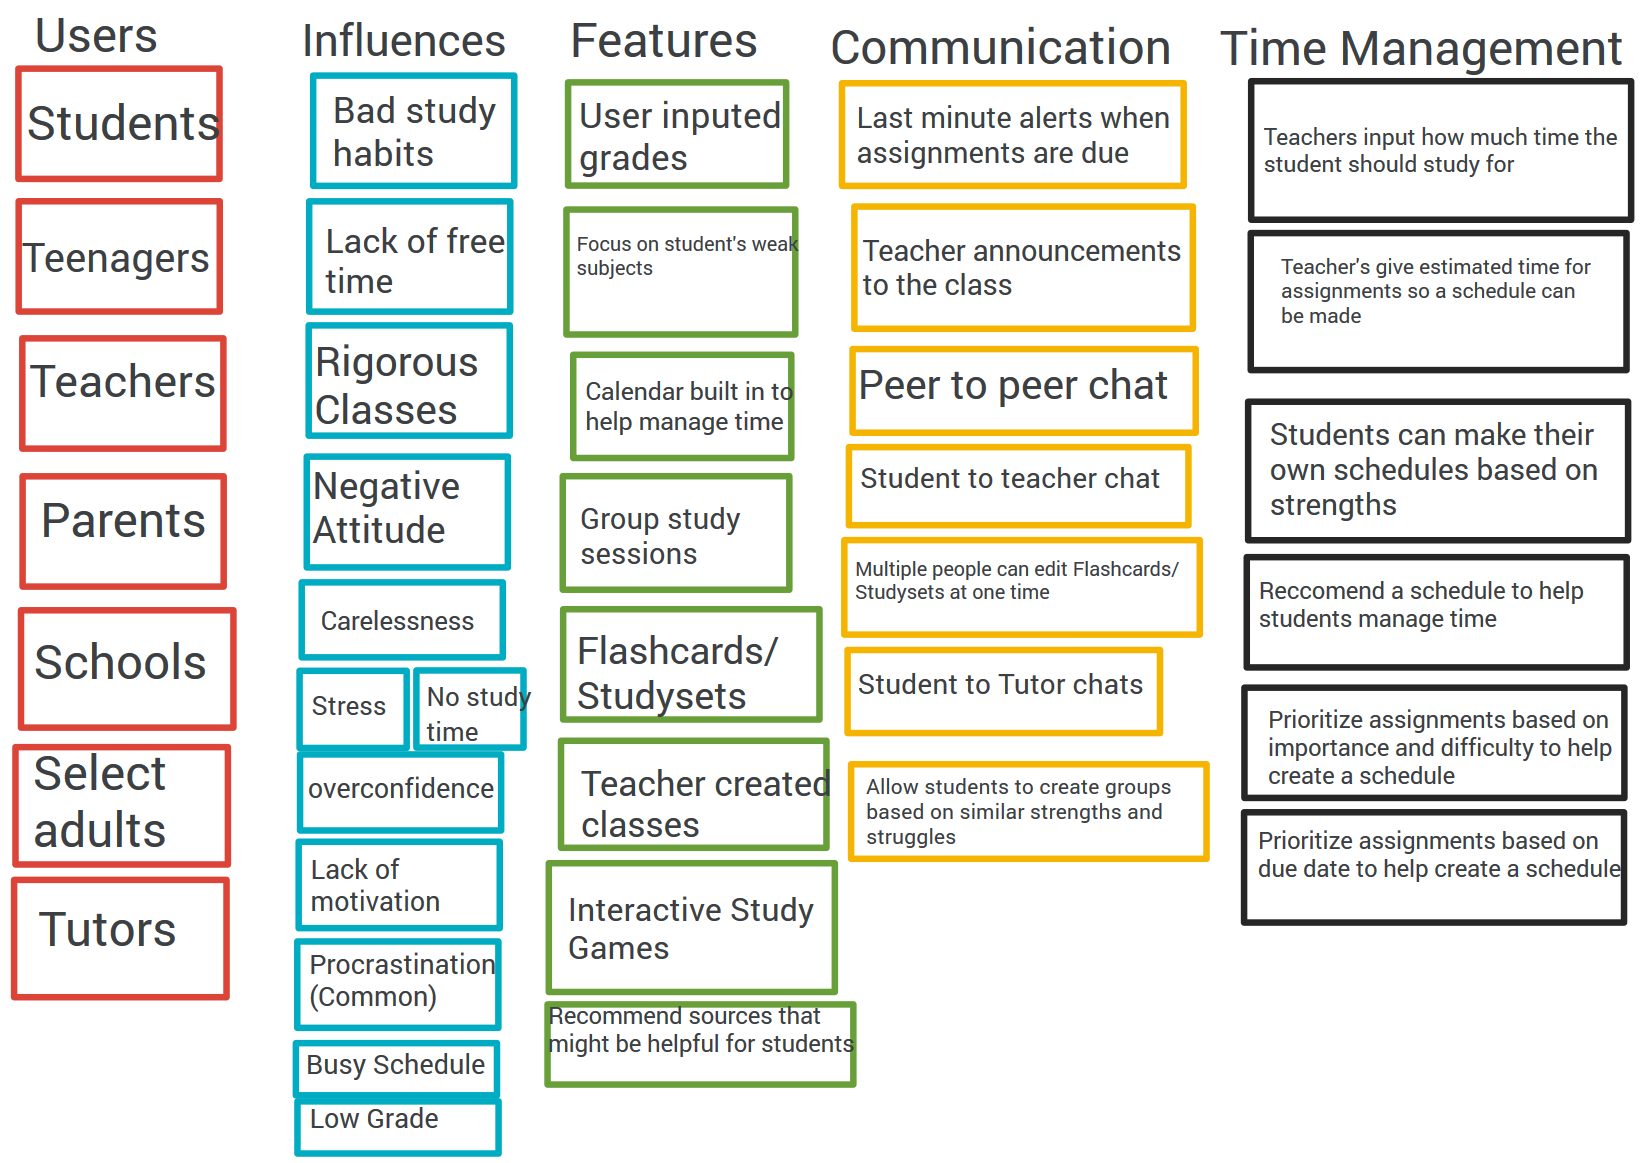 Users
Students
Teenagers
Teachers
Parents
Schools
Select
adults
Tutors
Influences
Bad study
habits
Lack of free
time
Rigorous
Classes
Negative
Attitude
Carelessness
Stress
No study
time
overconfidence
Lack of
motivation
Procrastination
(Common)
Busy Schedule
Low Grade
Features
User inputed
grades
Focus on student's weak
subjects
Calendar built in to
help manage time
Group study
sessions
Flashcards/
Studysets
Teacher created
classes
Interactive Study
Games
Recommend sources that
might be helpful for students
Communication
Last minute alerts when
assignments are due
Teacher announcements
to the class
Peer to peer chat
Student to teacher chat
Multiple people can edit Flashcards/
Studysets at one time
Student to Tutor chats
Allow students to create groups
based on similar strengths and
struggles
Time Management
Teachers input how much time the
student should study for
Teacher's give estimated time for
assignments so a schedule can
be made
Students can make their
own schedules based on
strengths
Reccomend a schedule to help
students manage time
Prioritize assignments based on
importance and difficulty to help
create a schedule
Prioritize assignments based on
due date to help create a schedule